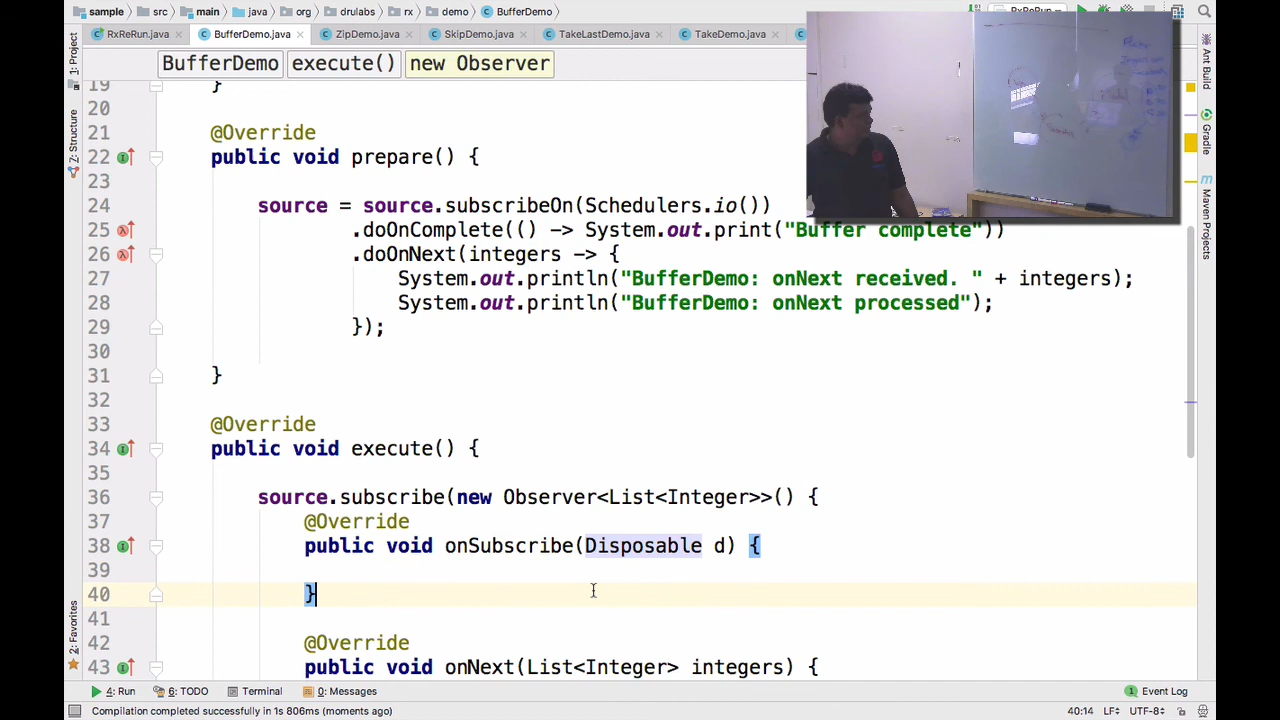 sample src main java org drulabs rx demo BufferDemo
RxReRun
RxReRun.java BufferDemo.java ZipDemo.java SkipDemo.java TakeLastDemo.java TakeDemo.java
BufferDemo execute() new Observer
1: Project
Z: Structure
2: Favorites
Ant Build
Gradle
Maven Projects
19 }
20
21 @Override
22 public void prepare() {
23
24 source = source.subscribeOn(Schedulers.io())
25 .doOnComplete(() -> System.out.print("Buffer complete"))
26 .doOnNext(integers -> {
27 System.out.println("BufferDemo: onNext received. " + integers);
28 System.out.println("BufferDemo: onNext processed");
29 });
30
31 }
32
33 @Override
34 public void execute() {
35
36 source.subscribe(new Observer<List<Integer>>() {
37 @Override
38 public void onSubscribe(Disposable d) {
39
40 }
41
42 @Override
43 public void onNext(List<Integer> integers) {
4: Run 6: TODO Terminal 0: Messages 1 Event Log
Compilation completed successfully in 1s 806ms (moments ago) 40:14 LF UTF-8